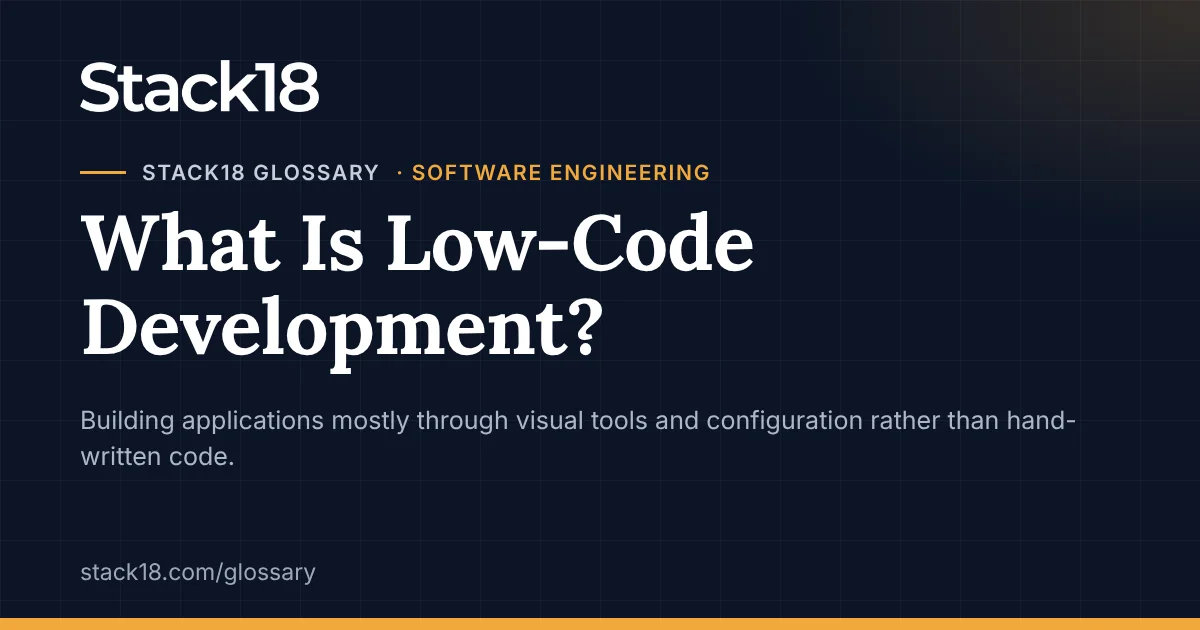 Stack18
STACK18 GLOSSARY · SOFTWARE ENGINEERING
What Is Low-Code
Development?
Building applications mostly through visual tools and configuration rather than hand-
written code.
stack18.com/glossary